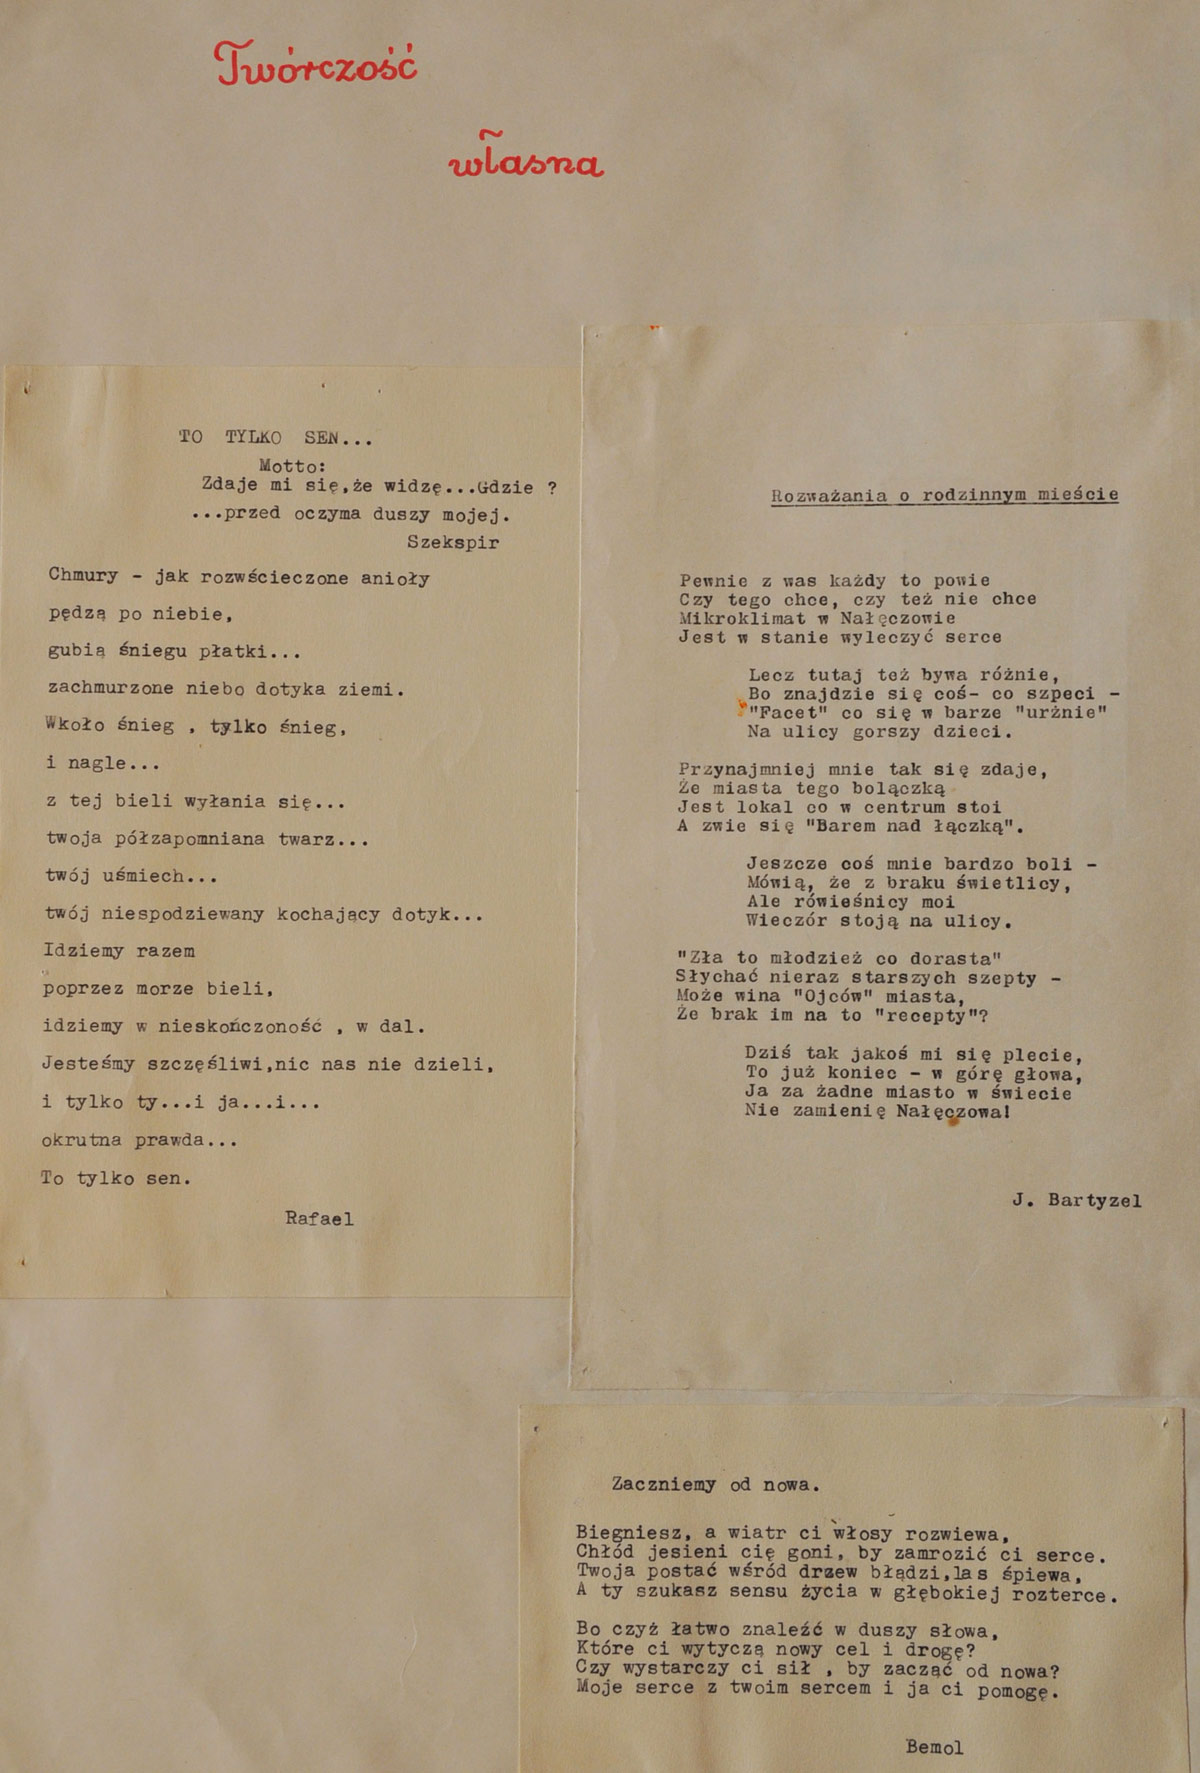 Twórczość
własna
TO TYLKO SEN...
Motto:
Zdaje mi się,że widzę...Gdzie ?
...przed oczyma duszy mojej.
Szekspir
Chmury - jak rozwścieczone anioły
pędzą po niebie,
gubią śniegu płatki...
zachmurzone niebo dotyka ziemi.
Wkoło śnieg , tylko śnieg,
i nagle...
z tej bieli wyłania się...
twoja półzapomniana twarz...
twój uśmiech...
twój niespodziewany kochający dotyk...
Idziemy razem
poprzez morze bieli,
idziemy w nieskończoność , w dal.
Jesteśmy szczęśliwi,nic nas nie dzieli,
i tylko ty...i ja...i...
okrutna prawda...
To tylko sen.
Rafael
Rozważania o rodzinnym mieście
Pewnie z was każdy to powie
Czy tego chce, czy też nie chce
Mikroklimat w Nałęczowie
Jest w stanie wyleczyć serce
Lecz tutaj też bywa różnie,
Bo znajdzie się coś- co szpeci -
"Facet" co się w barze "urżnie"
Na ulicy gorszy dzieci.
Przynajmniej mnie tak się zdaje,
Że miasta tego bolączką
Jest lokal co w centrum stoi
A zwie się "Barem nad łączką".
Jeszcze coś mnie bardzo boli -
Mówią, że z braku świetlicy,
Ale rówieśnicy moi
Wieczór stoją na ulicy.
"Zła to młodzież co dorasta"
Słychać nieraz starszych szepty -
Może wina "Ojców" miasta,
Że brak im na to "recepty"?
Dziś tak jakoś mi się plecie,
To już koniec - w górę głowa,
Ja za żadne miasto w świecie
Nie zamienię Nałęczowa!
J. Bartyzel
Zaczniemy od nowa.
Biegniesz, a wiatr ci włosy rozwiewa,
Chłód jesieni cię goni, by zamrozić ci serce.
Twoja postać wśród drzew błądzi,las śpiewa,
A ty szukasz sensu życia w głębokiej rozterce.
Bo czyż łatwo znaleźć w duszy słowa,
Które ci wytyczą nowy cel i drogę?
Czy wystarczy ci sił , by zacząć od nowa?
Moje serce z twoim sercem i ja ci pomogę.
Bemol